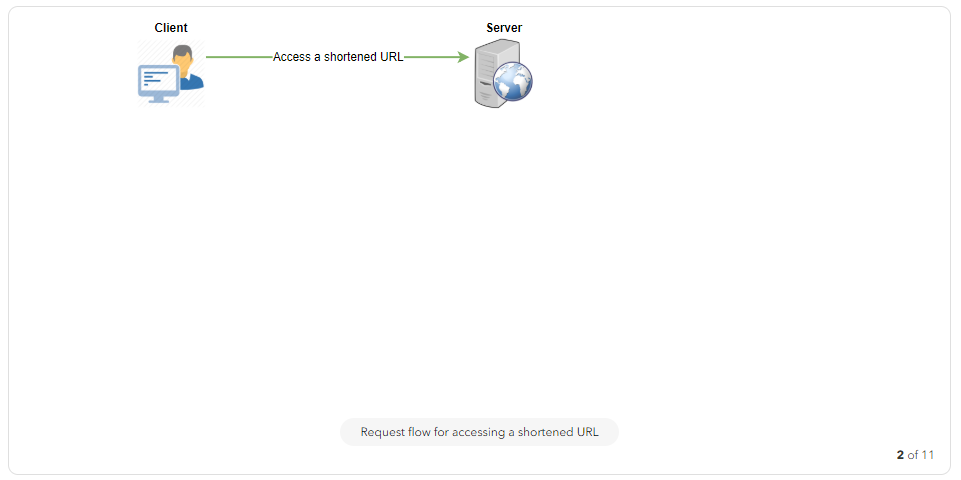 Client
Server
Access a shortened URL
Request flow for accessing a shortened URL
2 of 11